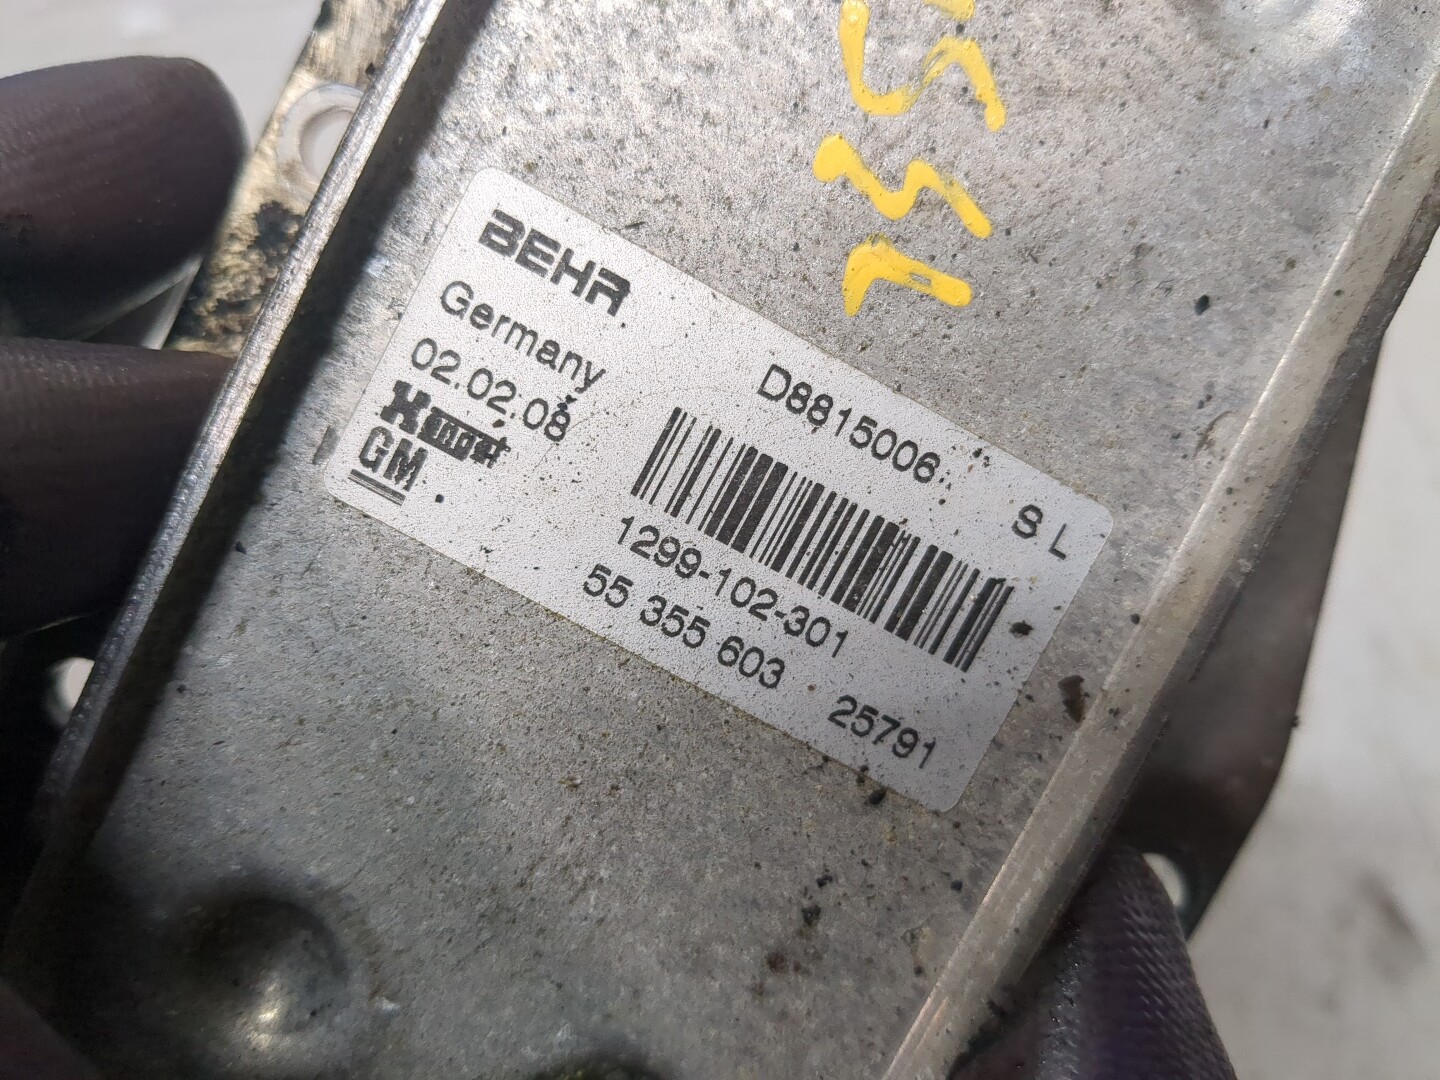 BEHR
Germany
02.02.08
GM
D8815006
S L
1299-102-301
55 355 603
25791